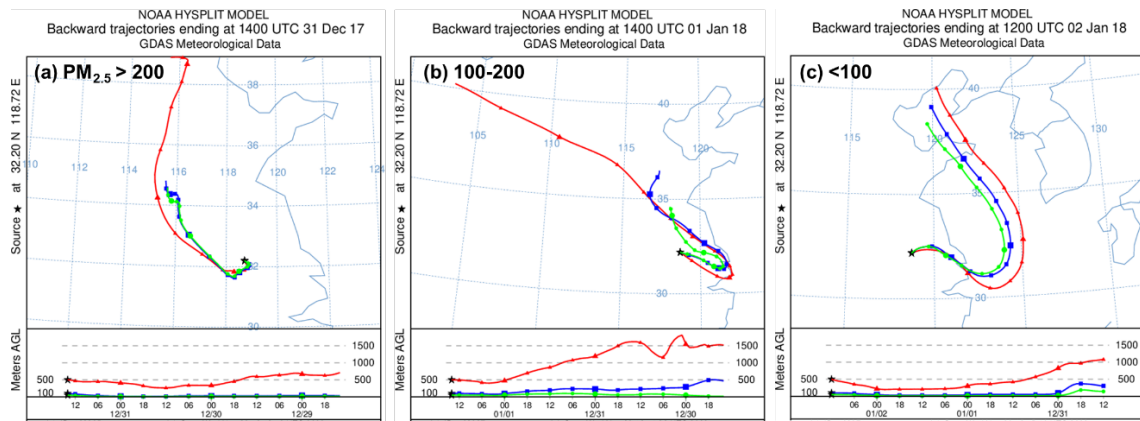 NOAA HYSPLIT MODEL
Backward trajectories ending at 1400 UTC 31 Dec 17
GDAS Meteorological Data
(a) PM2.5 > 200
Source ★ at 32.20 N 118.72 E
38
36
34
32
30
110
112
114
116
118
120
122
124
Meters AGL
1500
1000
500
500
100
12 06 00 18 12 06 00 18 12 06 00 18
12/31 12/30 12/29
NOAA HYSPLIT MODEL
Backward trajectories ending at 1400 UTC 01 Jan 18
GDAS Meteorological Data
(b) 100-200
Source ★ at 32.20 N 118.72 E
40
35
30
105
110
115
120
125
Meters AGL
1500
1000
500
500
100
12 06 00 18 12 06 00 18 12 06 00 18
01/01 12/31 12/30
NOAA HYSPLIT MODEL
Backward trajectories ending at 1200 UTC 02 Jan 18
GDAS Meteorological Data
(c) <100
Source ★ at 32.20 N 118.72 E
40
35
30
115
120
125
130
Meters AGL
1500
1000
500
500
100
06 00 18 12 06 00 18 12 06 00 18 12
01/02 01/01 12/31